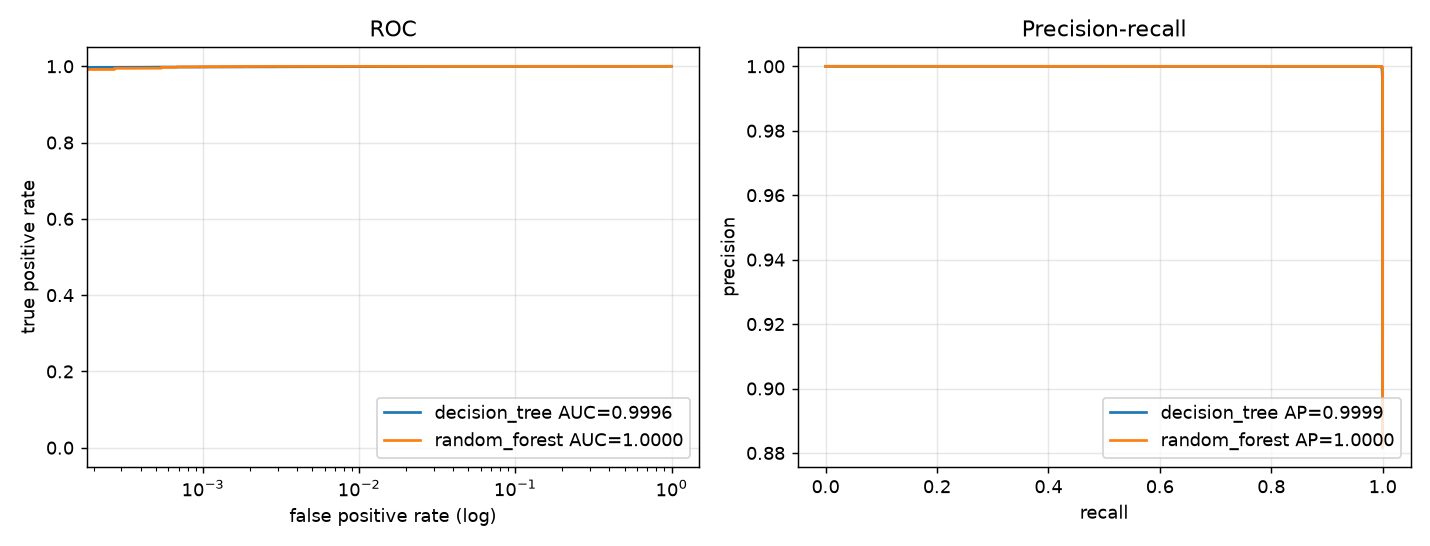 ROC
1.0
0.8
0.6
0.4
0.2
0.0
true positive rate
10⁻³
10⁻²
10⁻¹
10⁰
false positive rate (log)
decision_tree AUC=0.9996
random_forest AUC=1.0000
Precision-recall
1.00
0.98
0.96
0.94
0.92
0.90
0.88
precision
0.0
0.2
0.4
0.6
0.8
1.0
recall
decision_tree AP=0.9999
random_forest AP=1.0000